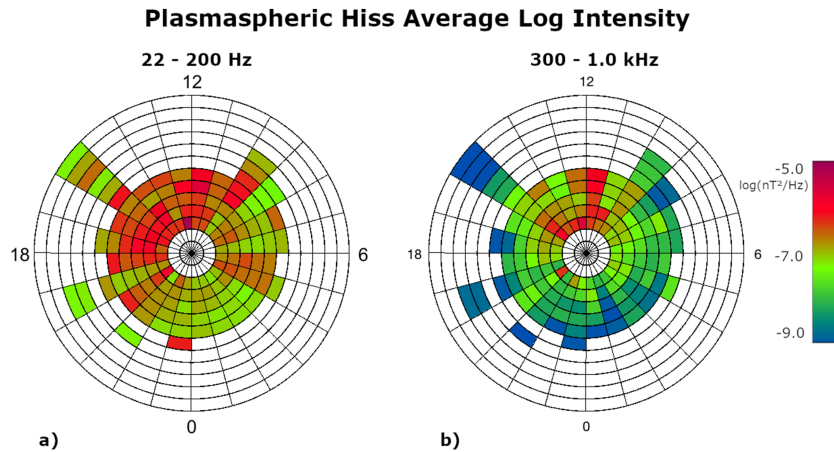 Plasmaspheric Hiss Average Log Intensity
22 - 200 Hz
300 - 1.0 kHz
12
12
-5.0
log(nT²/Hz)
18
6
18
6
-7.0
-9.0
0
0
a)
b)